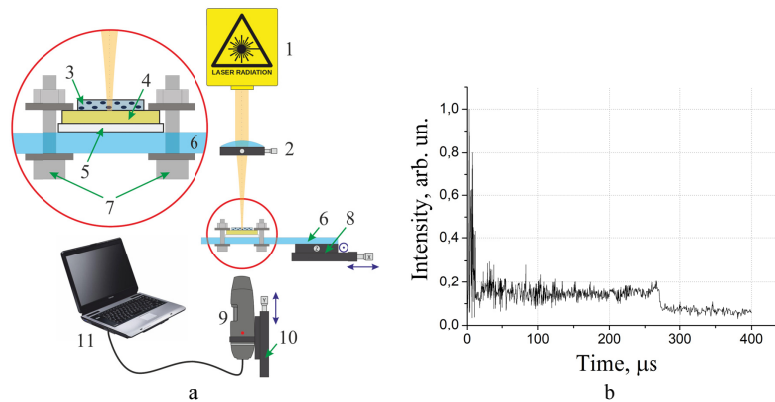 1
LASER RADIATION
3
4
6
5
7
2
6
8
Z
X
Y
9
10
11
a
Intensity, arb. un.
1,0
0,8
0,6
0,4
0,2
0,0
0
100
200
300
400
Time, μs
b